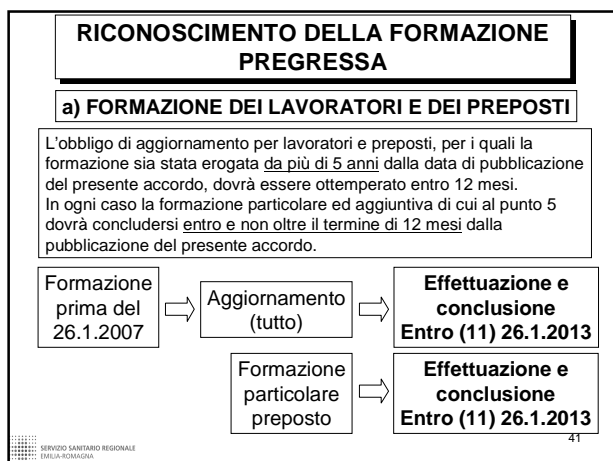 RICONOSCIMENTO DELLA FORMAZIONE
PREGRESSA
a) FORMAZIONE DEI LAVORATORI E DEI PREPOSTI
L'obbligo di aggiornamento per lavoratori e preposti, per i quali la
formazione sia stata erogata da più di 5 anni dalla data di pubblicazione
del presente accordo, dovrà essere ottemperato entro 12 mesi.
In ogni caso la formazione particolare ed aggiuntiva di cui al punto 5
dovrà concludersi entro e non oltre il termine di 12 mesi dalla
pubblicazione del presente accordo.
Formazione
prima del
26.1.2007
Aggiornamento
(tutto)
Effettuazione e
conclusione
Entro (11) 26.1.2013
Formazione
particolare
preposto
Effettuazione e
conclusione
Entro (11) 26.1.2013
41
SERVIZIO SANITARIO REGIONALE
EMILIA-ROMAGNA